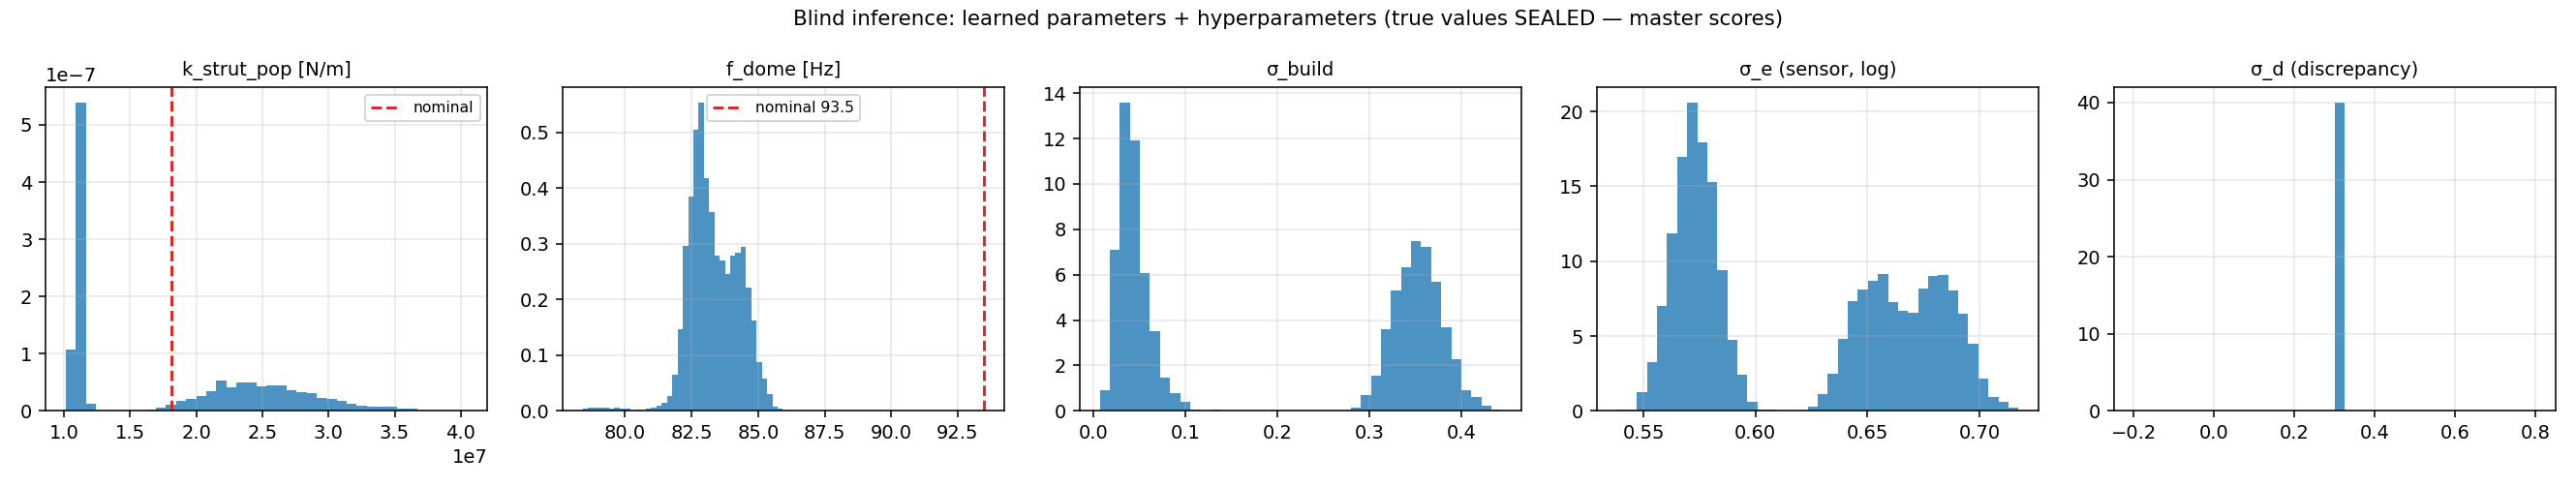 Blind inference: learned parameters + hyperparameters (true values SEALED — master scores)
k_strut_pop [N/m]
1e−7
nominal
0
1
2
3
4
5
1.0 1.5 2.0 2.5 3.0 3.5 4.0
1e7
f_dome [Hz]
nominal 93.5
0.0
0.1
0.2
0.3
0.4
0.5
80.0 82.5 85.0 87.5 90.0 92.5
σ_build
0
2
4
6
8
10
12
14
0.0 0.1 0.2 0.3 0.4
σ_e (sensor, log)
0
5
10
15
20
0.55 0.60 0.65 0.70
σ_d (discrepancy)
0
10
20
30
40
−0.2 0.0 0.2 0.4 0.6 0.8